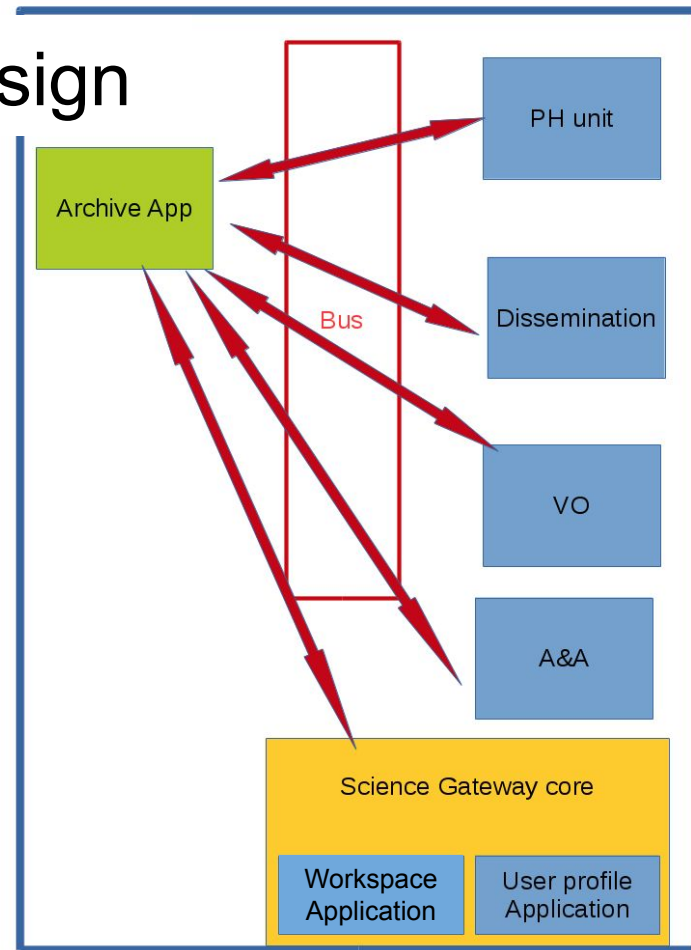 sign
PH unit
Archive App
Bus
Dissemination
VO
A&A
Science Gateway core
Workspace
Application
User profile
Application